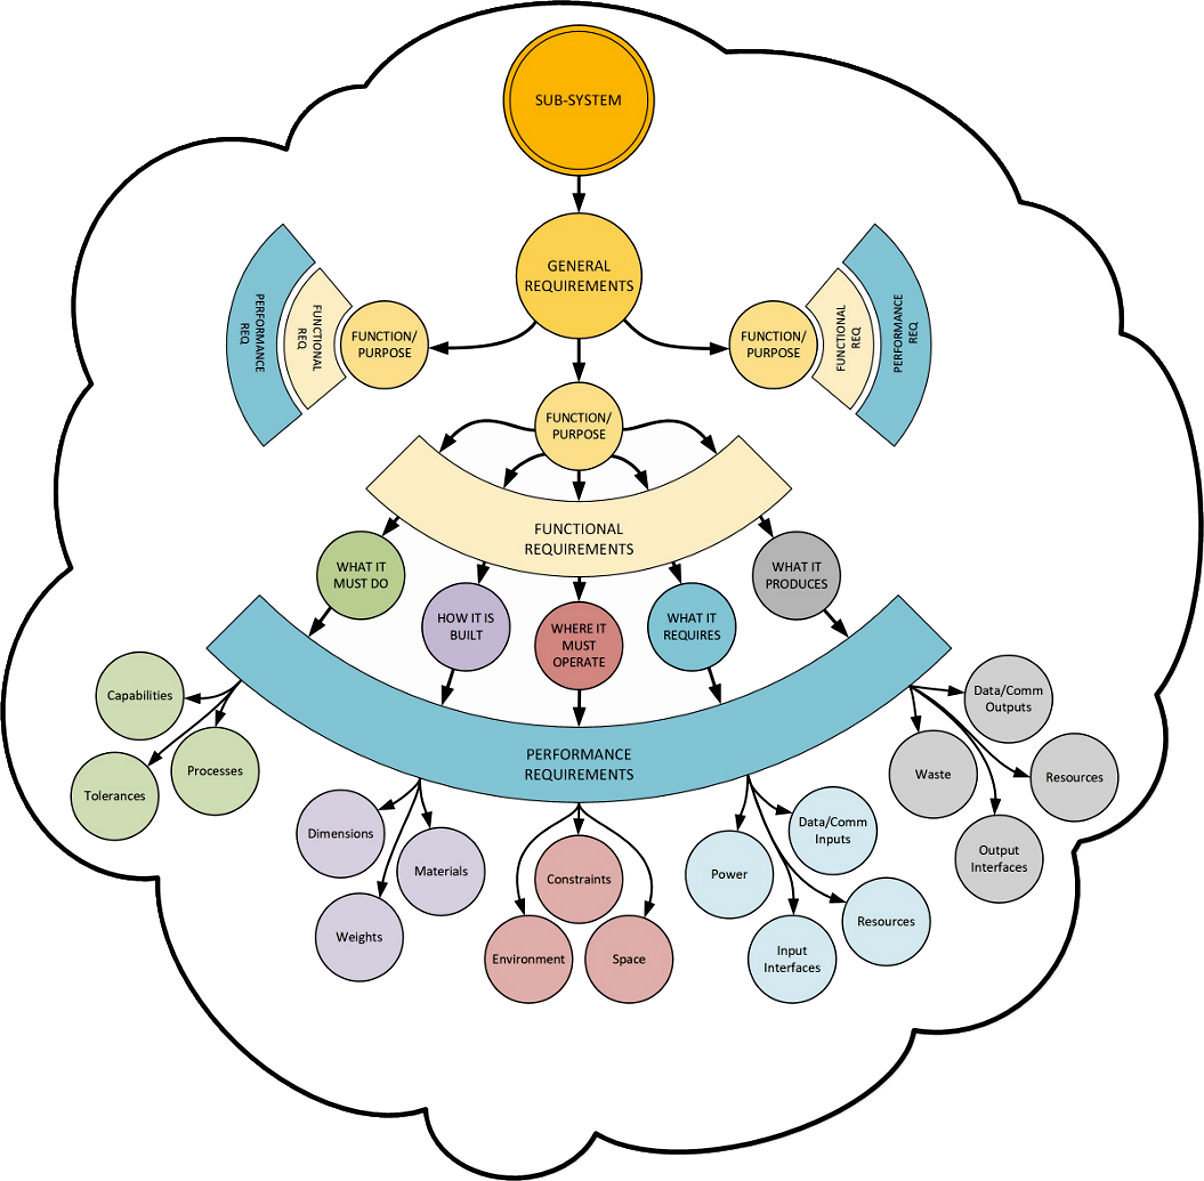 SUB-SYSTEM
GENERAL
REQUIREMENTS
PERFORMANCE
REQ
FUNCTIONAL
REQ
FUNCTION/
PURPOSE
FUNCTION/
PURPOSE
FUNCTIONAL
REQ
PERFORMANCE
REQ
FUNCTION/
PURPOSE
FUNCTIONAL
REQUIREMENTS
WHAT IT
MUST DO
HOW IT IS
BUILT
WHERE IT
MUST
OPERATE
WHAT IT
REQUIRES
WHAT IT
PRODUCES
PERFORMANCE
REQUIREMENTS
Capabilities
Processes
Tolerances
Dimensions
Materials
Weights
Constraints
Environment
Space
Data/Comm
Inputs
Power
Resources
Input
Interfaces
Data/Comm
Outputs
Waste
Resources
Output
Interfaces